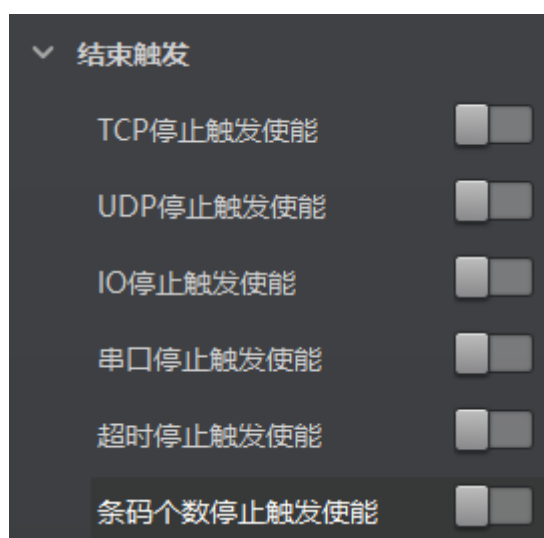 结束触发
TCP停止触发使能
UDP停止触发使能
IO停止触发使能
串口停止触发使能
超时停止触发使能
条码个数停止触发使能